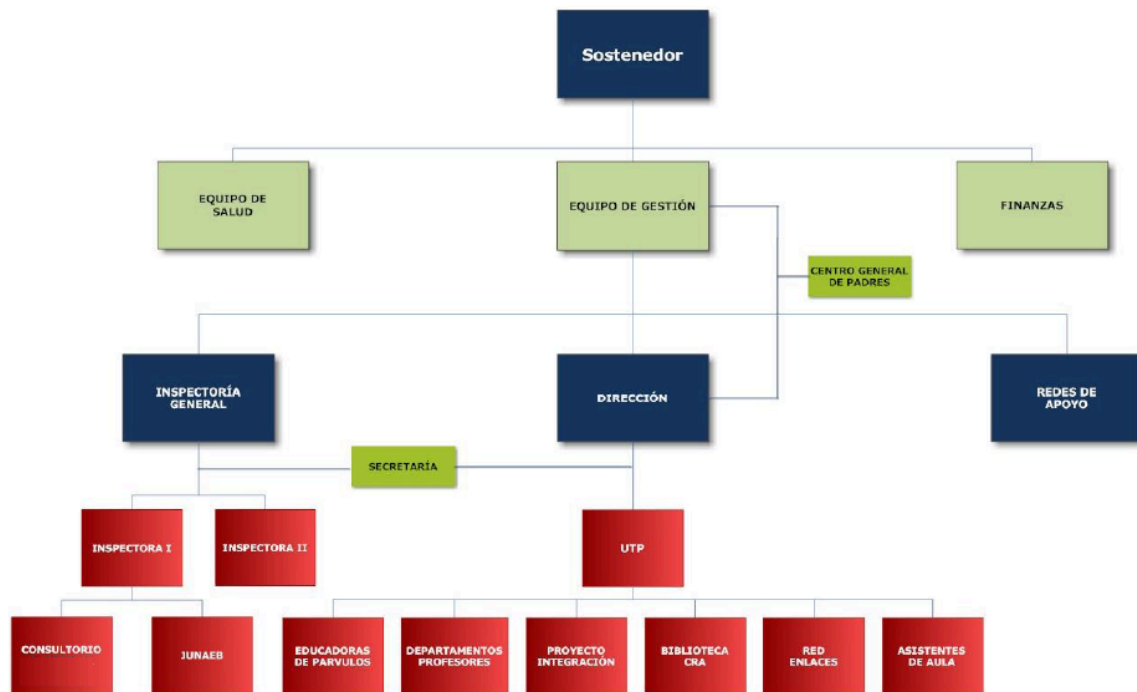 Sostenedor
EQUIPO DE
SALUD
EQUIPO DE GESTIÓN
FINANZAS
CENTRO GENERAL
DE PADRES
INSPECTORÍA
GENERAL
DIRECCIÓN
REDES DE
APOYO
SECRETARÍA
INSPECTORA I
INSPECTORA II
UTP
CONSULTORIO
JUNAEB
EDUCADORAS
DE PARVULOS
DEPARTAMENTOS
PROFESORES
PROYECTO
INTEGRACIÓN
BIBLIOTECA
CRA
RED
ENLACES
ASISTENTES
DE AULA